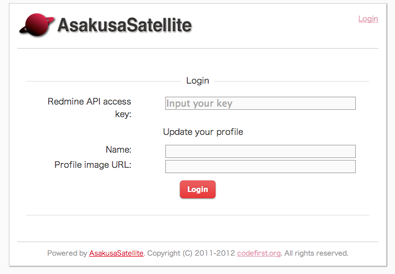 AsakusaSatellite
Login
Login
Redmine API access
key:
Input your key
Update your profile
Name:
Profile image URL:
Login
Powered by AsakusaSatellite. Copyright (C) 2011-2012 codefirst.org. All rights reserved.